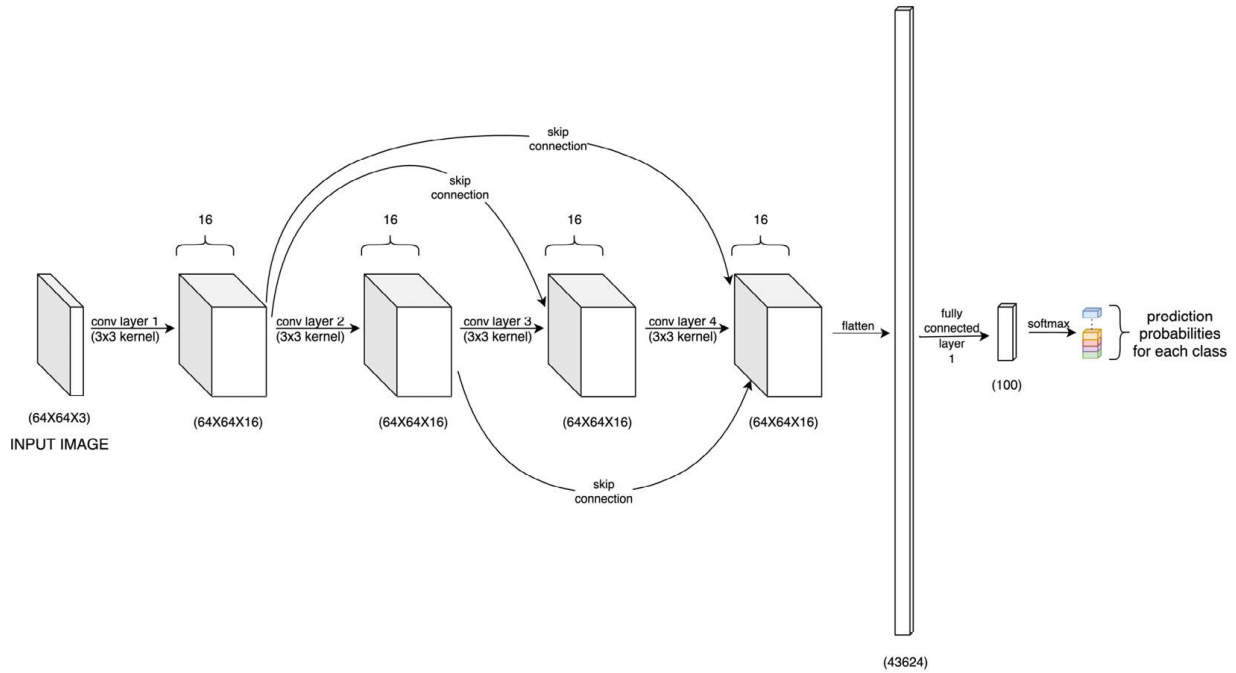 skip
connection
skip
connection
16
16
16
16
conv layer 1
(3x3 kernel)
conv layer 2
(3x3 kernel)
conv layer 3
(3x3 kernel)
conv layer 4
(3x3 kernel)
flatten
fully
connected
layer
1
softmax
prodiction
probabilities
for each class
(100)
(64X64X3)
INPUT IMAGE
(64X64X16)
(64X64X16)
(64X64X16)
(64X64X16)
skip
connection
(43624)